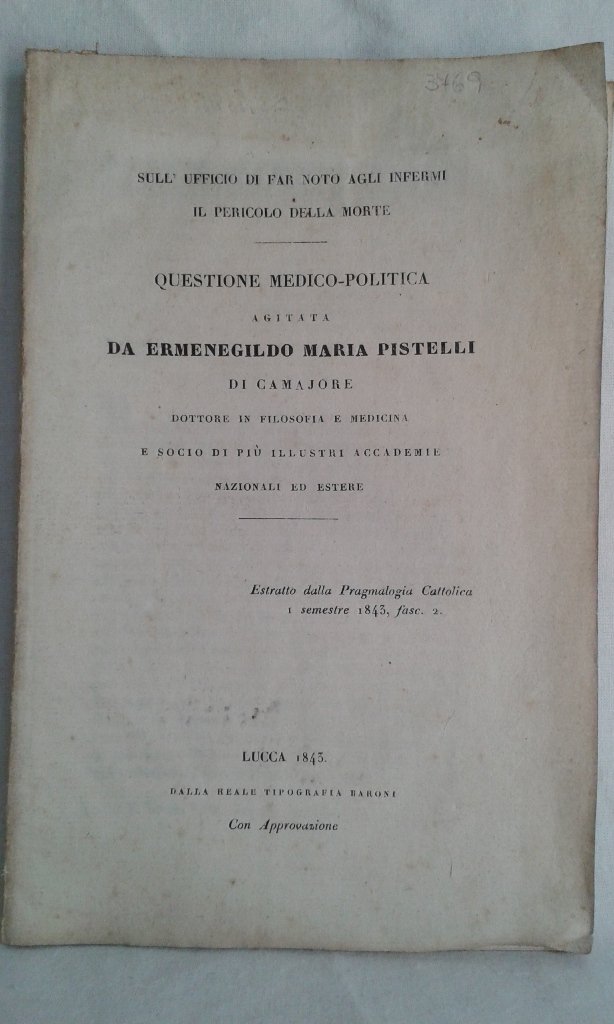 3769
SULL' UFFICIO DI FAR NOTO AGLI INFERMI
IL PERICOLO DELLA MORTE
QUESTIONE MEDICO-POLITICA
AGITATA
DA ERMENEGILDO MARIA PISTELLI
DI CAMAJORE
DOTTORE IN FILOSOFIA E MEDICINA
E SOCIO DI PIÙ ILLUSTRI ACCADEMIE
NAZIONALI ED ESTERE
Estratto dalla Pragmalogia Cattolica
1 semestre 1843, fasc. 2.
LUCCA 1843.
DALLA REALE TIPOGRAFIA BARONI
Con Approvazione